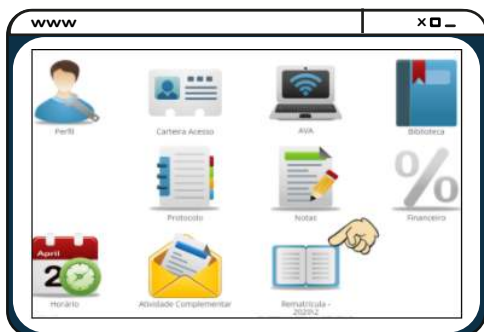 www
Perfil
Carteira Acesso
AVA
Biblioteca
Protocolo
Notas
Financeiro
April
2
Horário
Atividade Complementar
Rematrícula -
2020\2